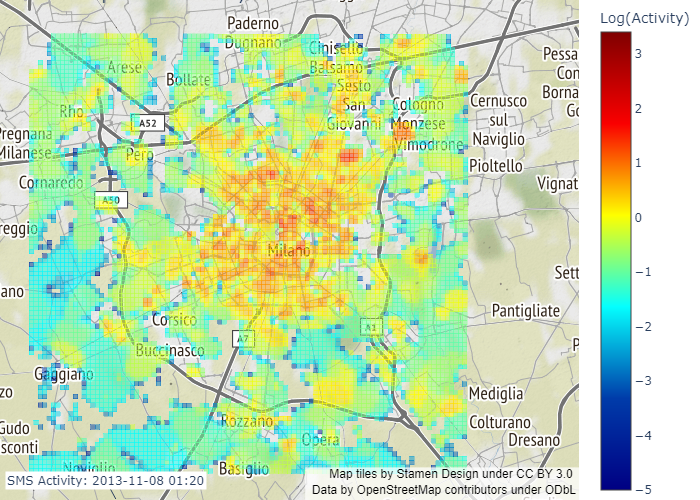 Log(Activity)
3
2
1
0
−1
−2
−3
−4
−5
Paderno
Dugnano
Cinisello
Balsamo
Sesto
San
Giovanni
Arese
Bollate
Rho
A52
Pero
Pregnana
Milanese
Cornaredo
A50
Cologno
Monzese
Vimodrone
Cernusco
sul
Naviglio
Pioltello
Vignat
Pessa
Con
Borna
Go
reggio
ano
Milano
Sett
Pantigliate
Corsico
A7
A1
Buccinasco
Gaggiano
zo
Gudo
sconti
Rozzano
Opera
Mediglia
Colturano
Dresano
P
Noviglio
Basiglio
SMS Activity: 2013-11-08 01:20
Map tiles by Stamen Design under CC BY 3.0
Data by OpenStreetMap contributors under ODbL